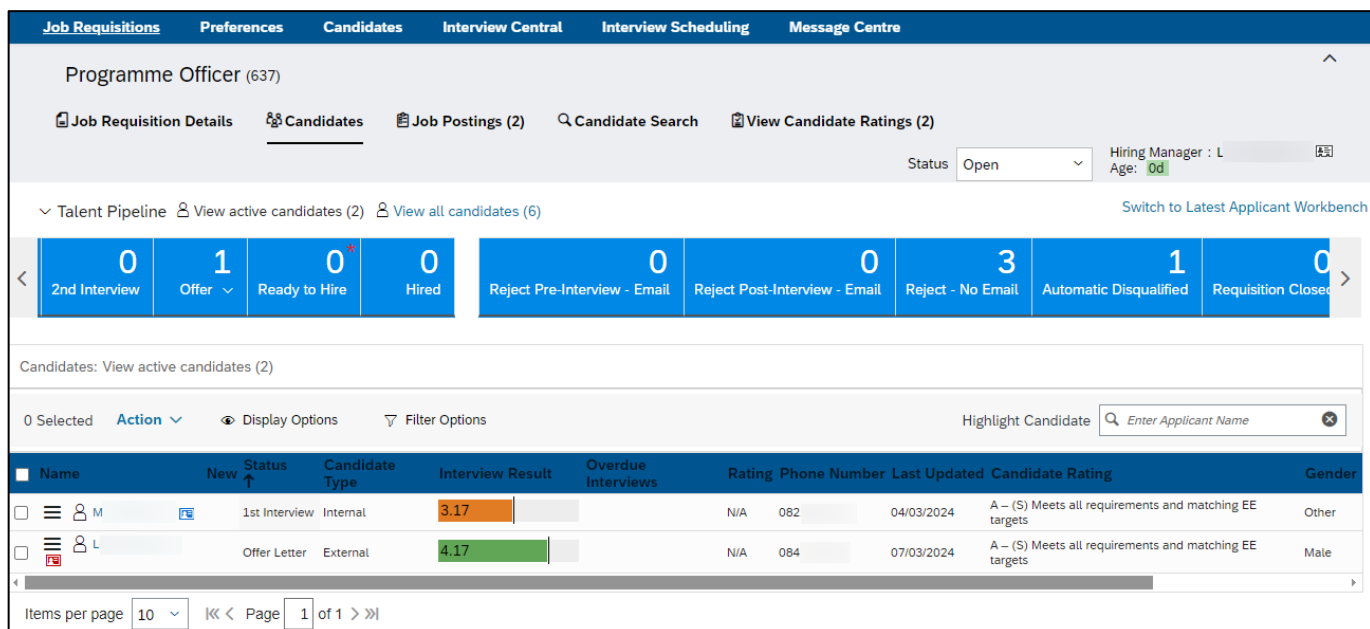 Job Requisitions Preferences Candidates Interview Central Interview Scheduling Message Centre
Programme Officer (637)
Job Requisition Details Candidates Job Postings (2) Candidate Search View Candidate Ratings (2)
Status Open Hiring Manager : L
Age: 0d
Talent Pipeline View active candidates (2) View all candidates (6) Switch to Latest Applicant Workbench
0 1 0* 0 0 0 3 1 0
2nd Interview Offer Ready to Hire Hired Reject Pre-Interview - Email Reject Post-Interview - Email Reject - No Email Automatic Disqualified Requisition Closed
Candidates: View active candidates (2)
0 Selected Action Display Options Filter Options Highlight Candidate Enter Applicant Name
Name New Status ↑ Candidate Type Interview Result Overdue Interviews Rating Phone Number Last Updated Candidate Rating Gender
M 1st Interview Internal 3.17 N/A 082 04/03/2024 A – (S) Meets all requirements and matching EE targets Other
L Offer Letter External 4.17 N/A 084 07/03/2024 A – (S) Meets all requirements and matching EE targets Male
Items per page 10 Page 1 of 1